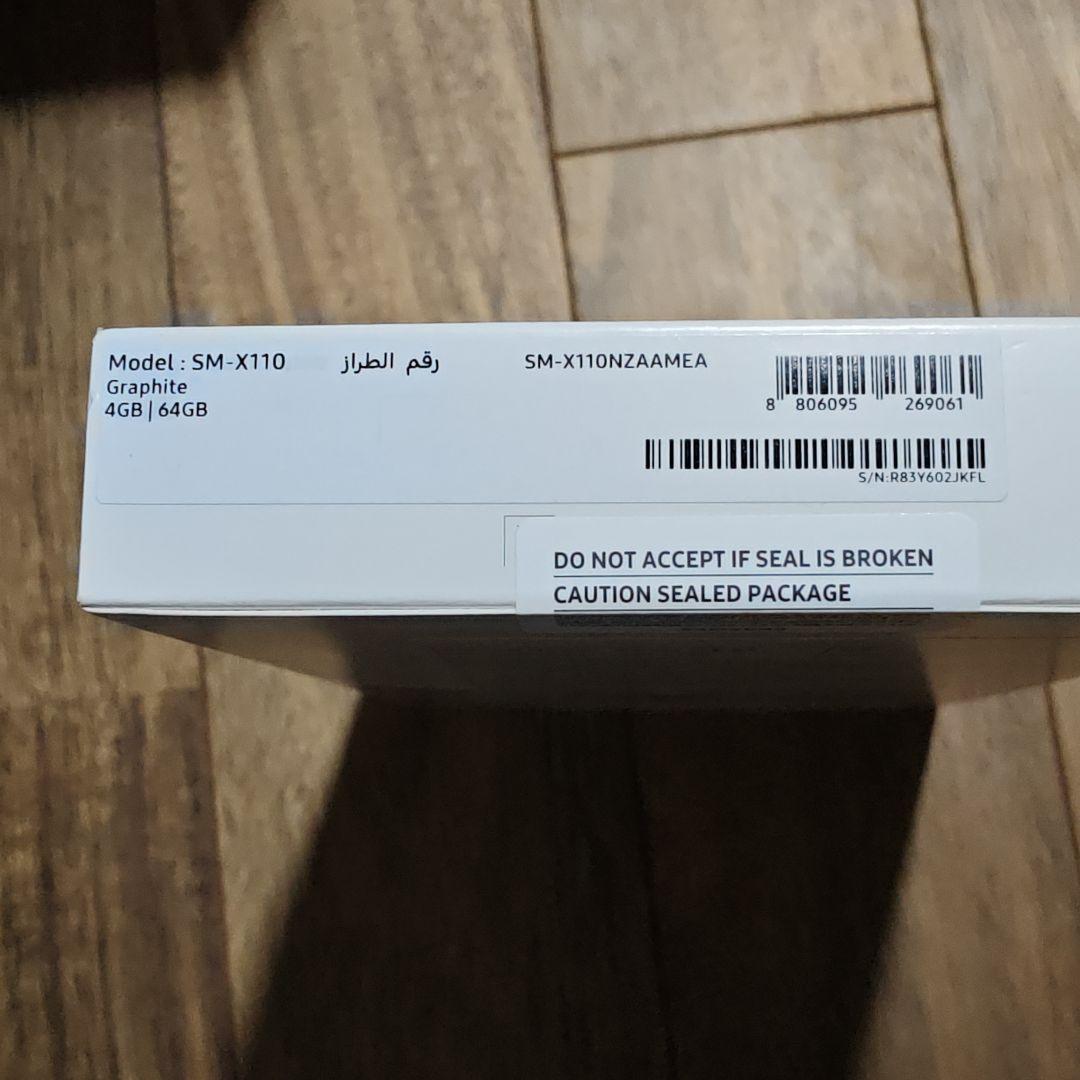 Model : SM-X110 رقم الطراز SM-X110NZAAMEA
Graphite
4GB | 64GB
8 806095 269061
S/N:R83Y602JKFL
DO NOT ACCEPT IF SEAL IS BROKEN
CAUTION SEALED PACKAGE